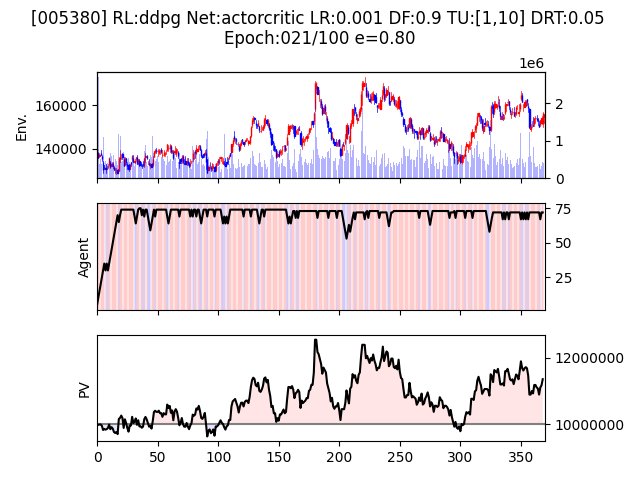 [005380] RL:ddpg Net:actorcritic LR:0.001 DF:0.9 TU:[1,10] DRT:0.05
Epoch:021/100 e=0.80
1e6
160000
140000
Env.
2
1
0
Agent
75
50
25
PV
12000000
10000000
0 50 100 150 200 250 300 350